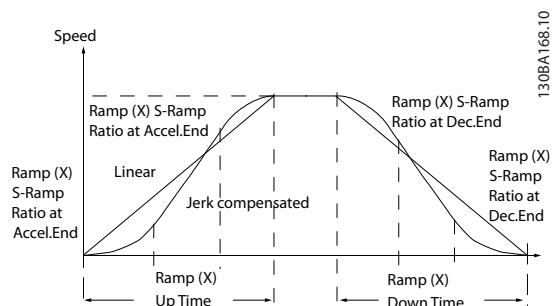 Speed
130BA168.10
Ramp (X) S-Ramp
Ratio at Accel.End
Ramp (X) S-Ramp
Ratio at Dec.End
Linear
Ramp (X)
S-Ramp
Ratio at
Accel.End
Ramp (X)
S-Ramp
Ratio at
Dec.End
Jerk compensated
Ramp (X)
Up Time
Ramp (X)
Down Time